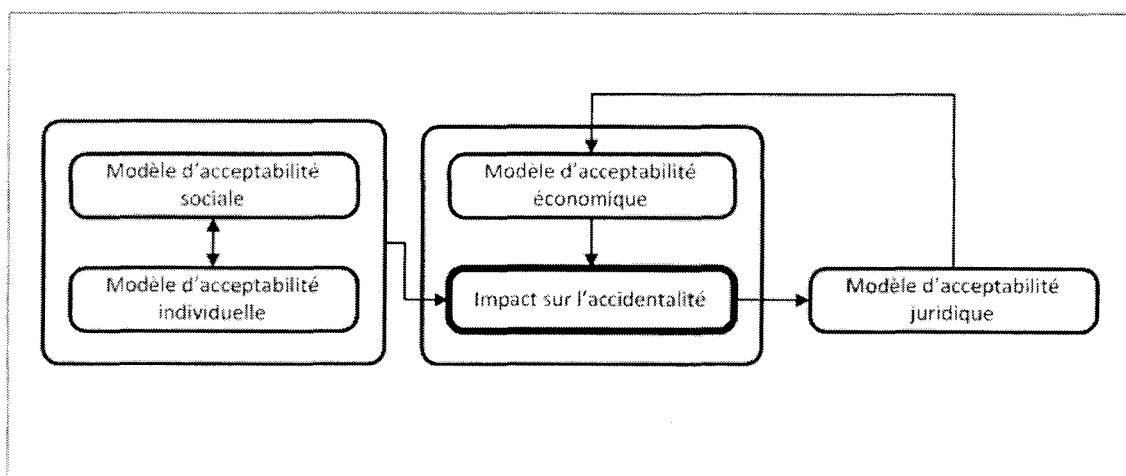 Modèle d'acceptabilité
sociale
Modèle d'acceptabilité
individuelle
Modèle d'acceptabilité
économique
Impact sur l'accidentalité
Modèle d'acceptabilité
juridique